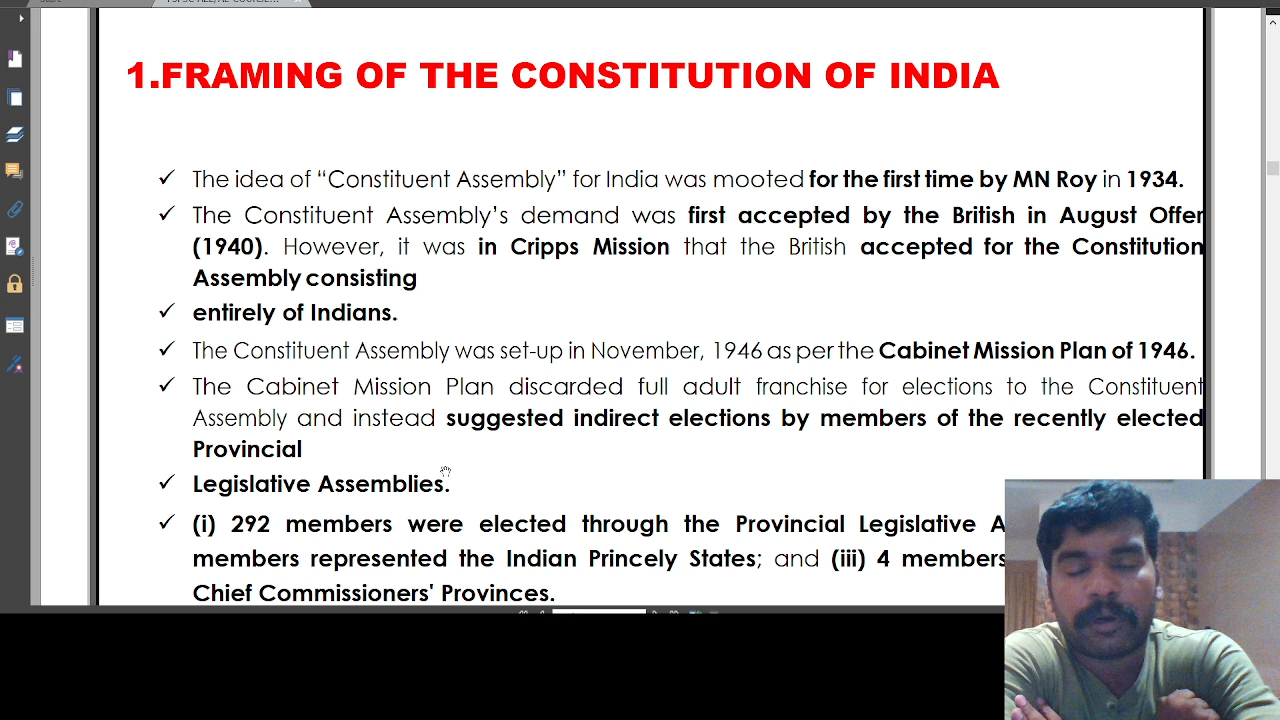 1.FRAMING OF THE CONSTITUTION OF INDIA
✓ The idea of “Constituent Assembly” for India was mooted for the first time by MN Roy in 1934.
✓ The Constituent Assembly’s demand was first accepted by the British in August Offer
(1940). However, it was in Cripps Mission that the British accepted for the Constitution
Assembly consisting
✓ entirely of Indians.
✓ The Constituent Assembly was set-up in November, 1946 as per the Cabinet Mission Plan of 1946.
✓ The Cabinet Mission Plan discarded full adult franchise for elections to the Constituent
Assembly and instead suggested indirect elections by members of the recently elected
Provincial
✓ Legislative Assemblies.
✓ (i) 292 members were elected through the Provincial Legislative
members represented the Indian Princely States; and (iii) 4 members
Chief Commissioners' Provinces.